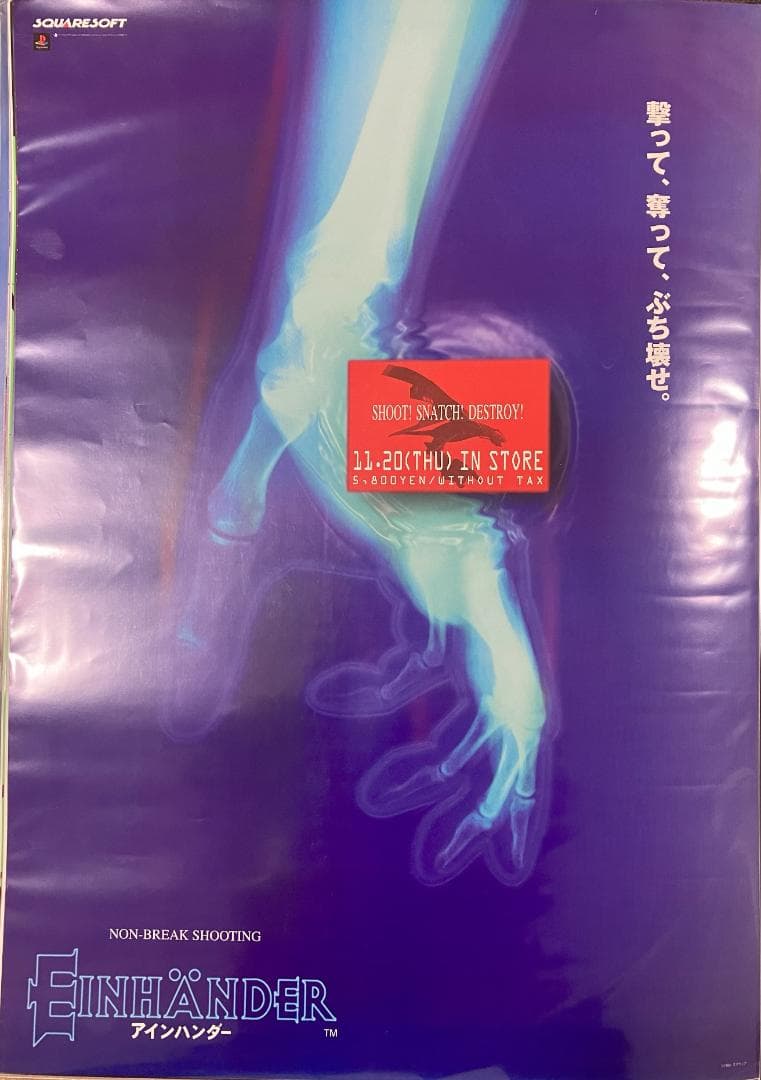 SQUARESOFT
撃って、奪って、ぶち壊せ。
SHOOT! SNATCH! DESTROY!
11.20(THU) IN STORE
5,800YEN/WITHOUT TAX
NON-BREAK SHOOTING
EINHÄNDER
アインハンダー
TM